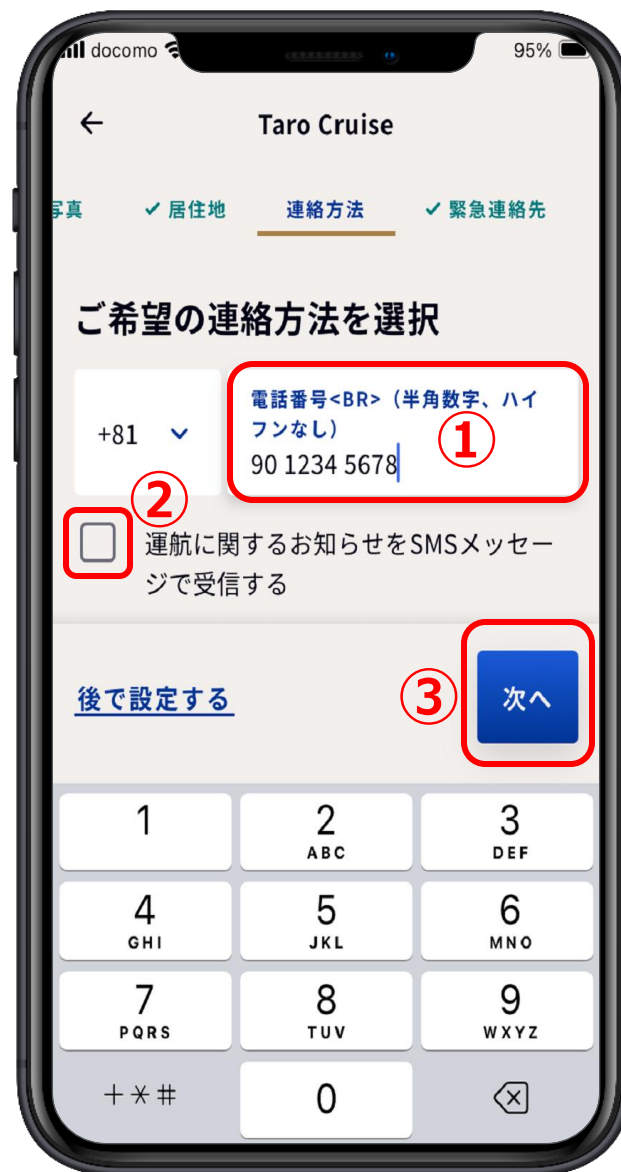 docomo 95%
Taro Cruise
写真 ✓ 居住地 連絡方法 ✓ 緊急連絡先
ご希望の連絡方法を選択
電話番号<BR>（半角数字、ハイ
フンなし）
+81 90 1234 5678
①
②
運航に関するお知らせをSMSメッセー
ジで受信する
後で設定する ③ 次へ
1 2 3
ABC DEF
4 5 6
GHI JKL MNO
7 8 9
PQRS TUV WXYZ
+*# 0